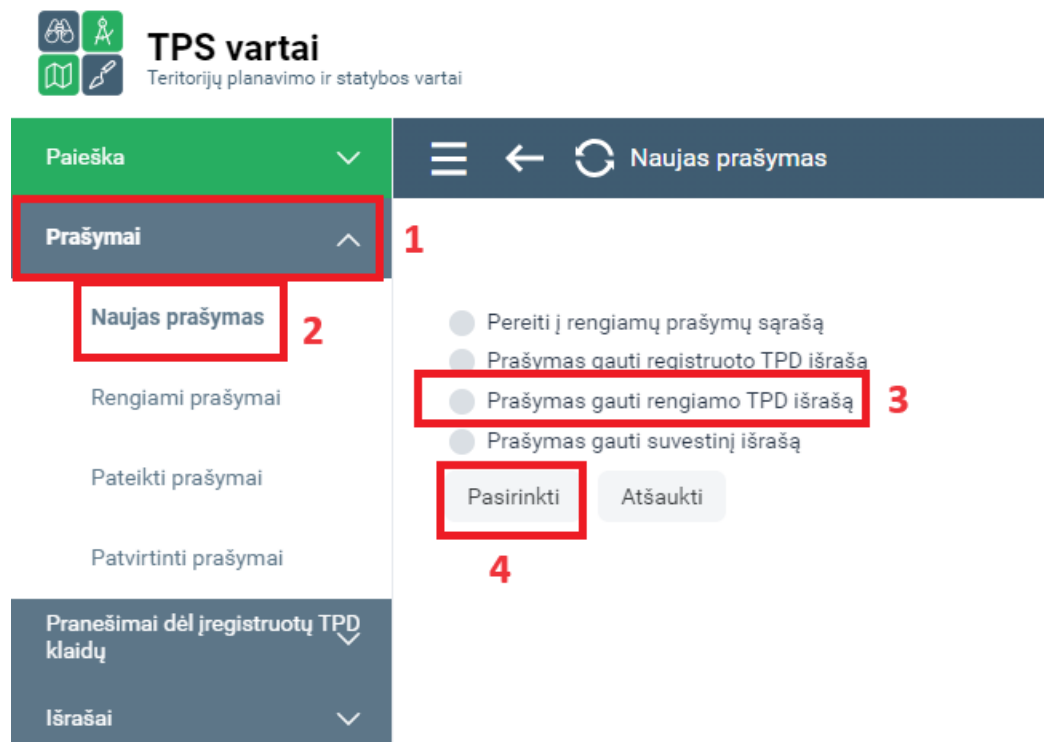 TPS vartai
Teritorijų planavimo ir statybos vartai
Paieška
Naujas prašymas
Prašymai
1
Naujas prašymas
2
Rengiami prašymai
Pateikti prašymai
Patvirtinti prašymai
Pranešimai dėl įregistruotų TPD
klaidų
Išrašai
Pereiti į rengiamų prašymų sąrašą
Prašymas gauti registruoto TPD išrašą
Prašymas gauti rengiamo TPD išrašą
3
Prašymas gauti suvestinį išrašą
Pasirinkti
Atšaukti
4